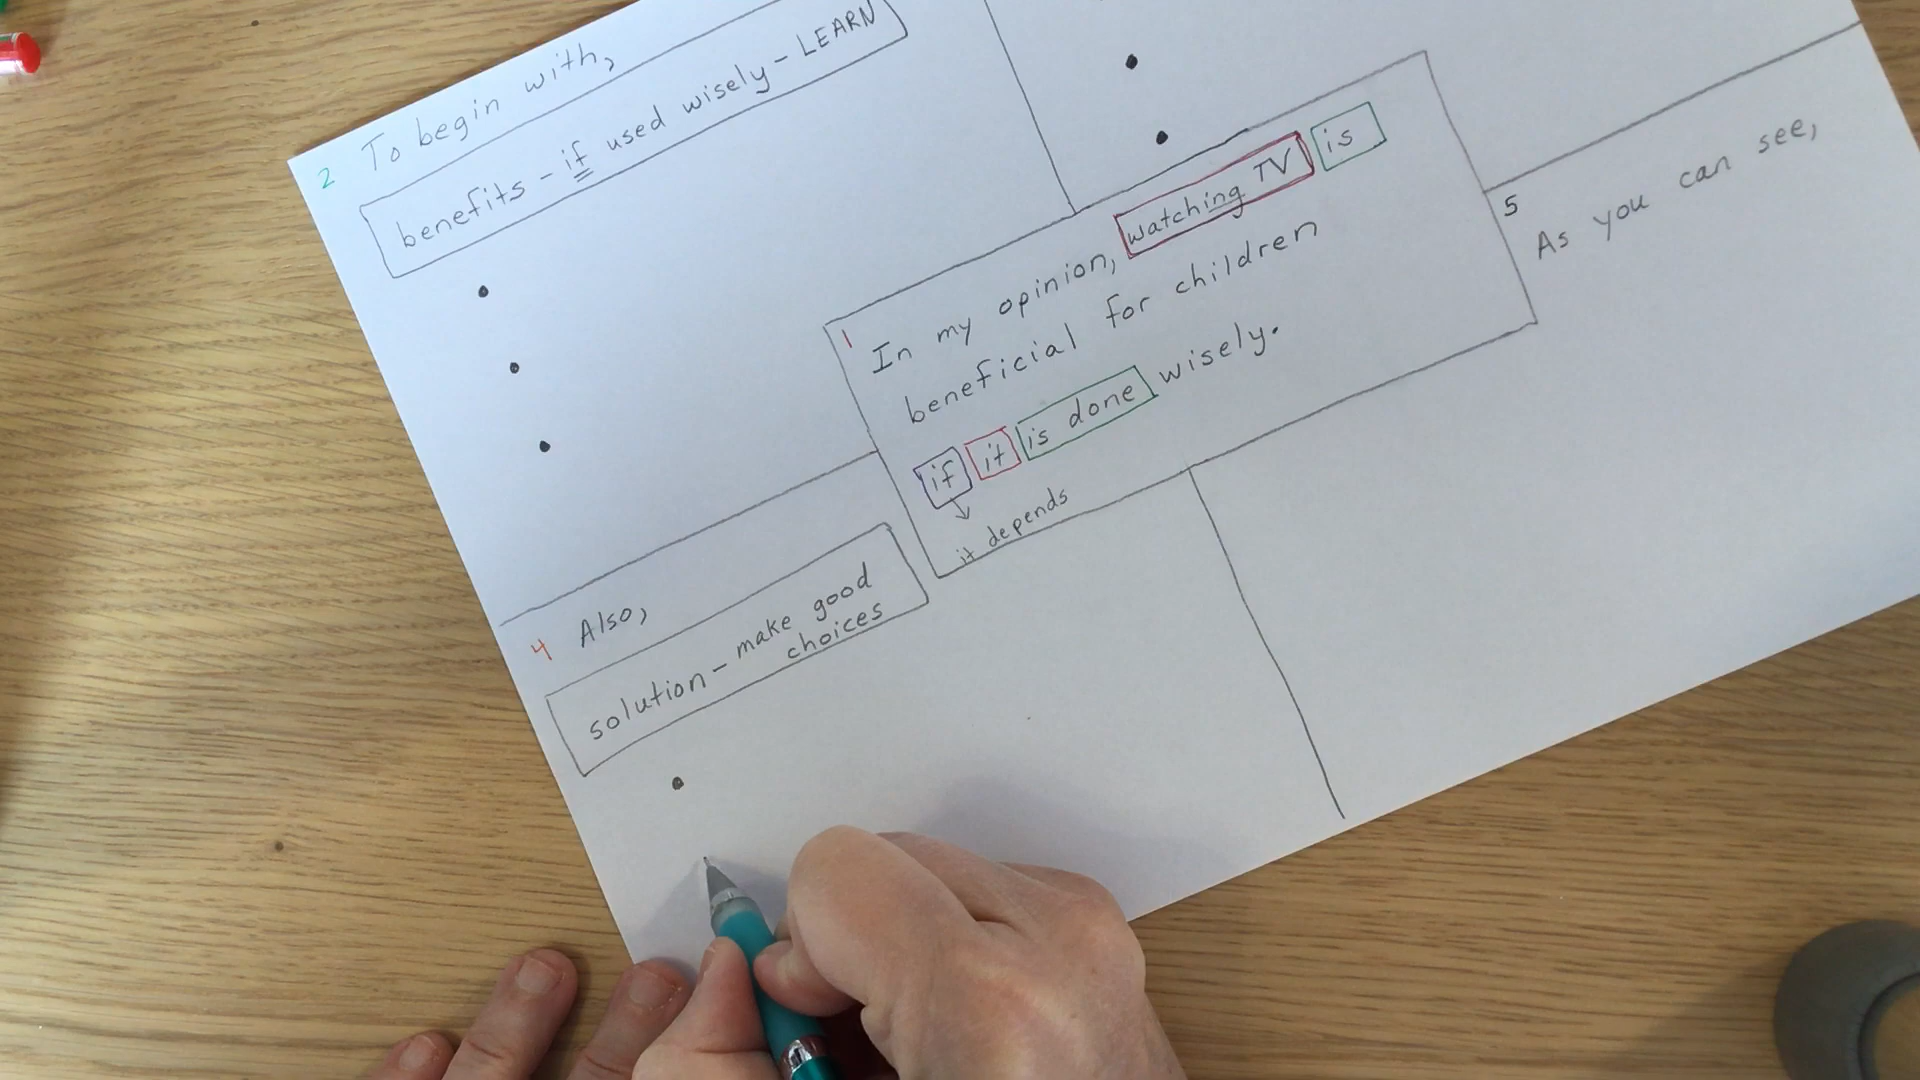 2 To begin with,
benefits - if used wisely - LEARN
1 In my opinion, watching TV is
beneficial for children
if it is done wisely.
it depends
4 Also,
solution - make good
choices
5
As you can see,